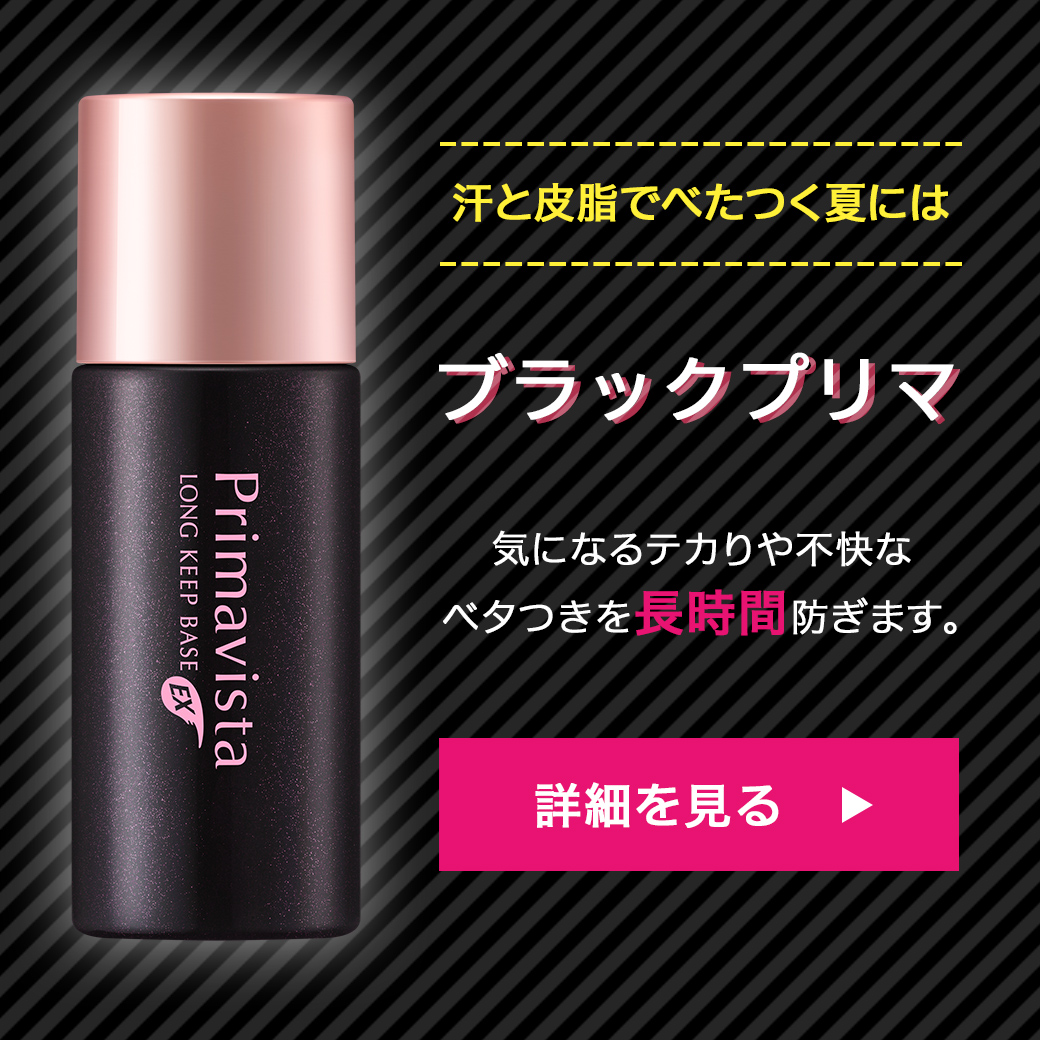 汗と皮脂でべたつく夏には
ブラックプリマ
気になるテカりや不快な
ベタつきを長時間防ぎます。
詳細を見る
Primavista
LONG KEEP BASE
EX